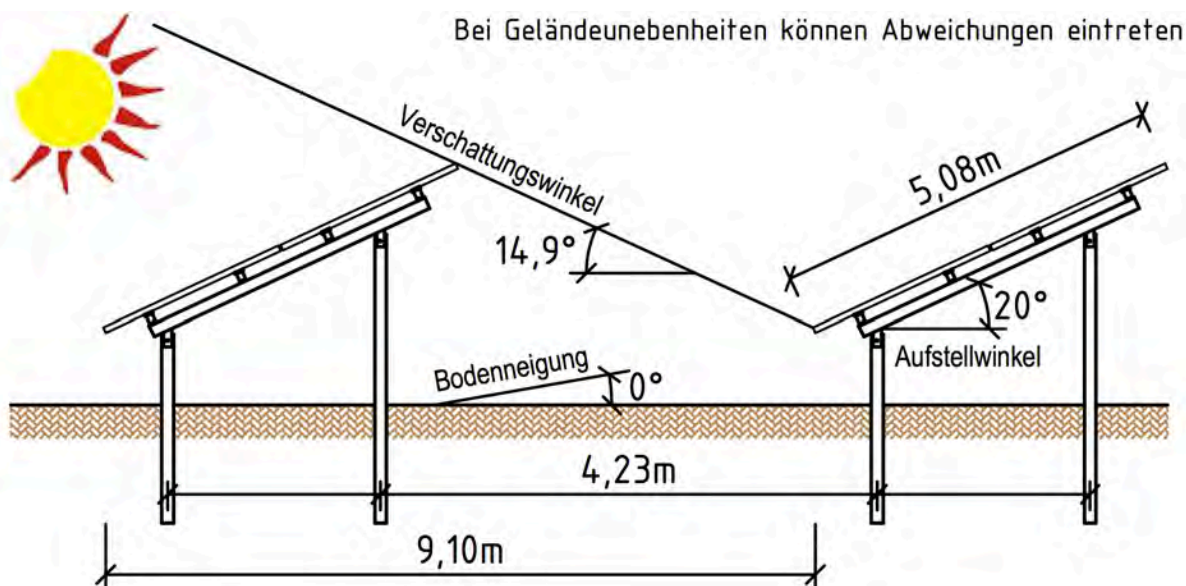 Bei Geländeunebenheiten können Abweichungen eintreten
Verschattungswinkel
5,08m
14,9°
20°
Aufstellwinkel
Bodenneigung
0°
4,23m
9,10m